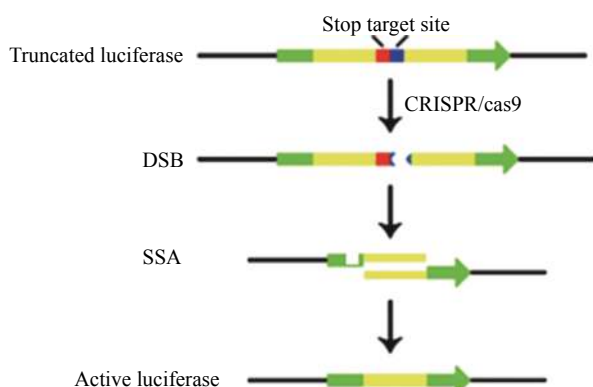 Stop target site
Truncated luciferase
CRISPR/cas9
DSB
SSA
Active luciferase